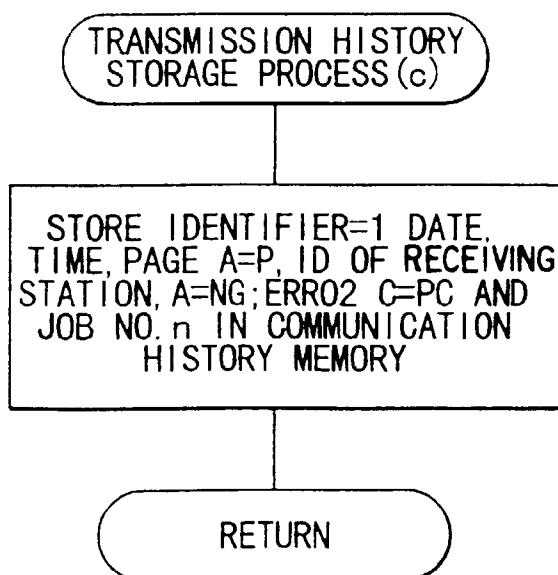 TRANSMISSION HISTORY
STORAGE PROCESS(c)
STORE IDENTIFIER=1 DATE,
TIME, PAGE A=P, ID OF RECEIVING
STATION, A=NG;ERR02 C=PC AND
JOB NO. n IN COMMUNICATION
HISTORY MEMORY
RETURN